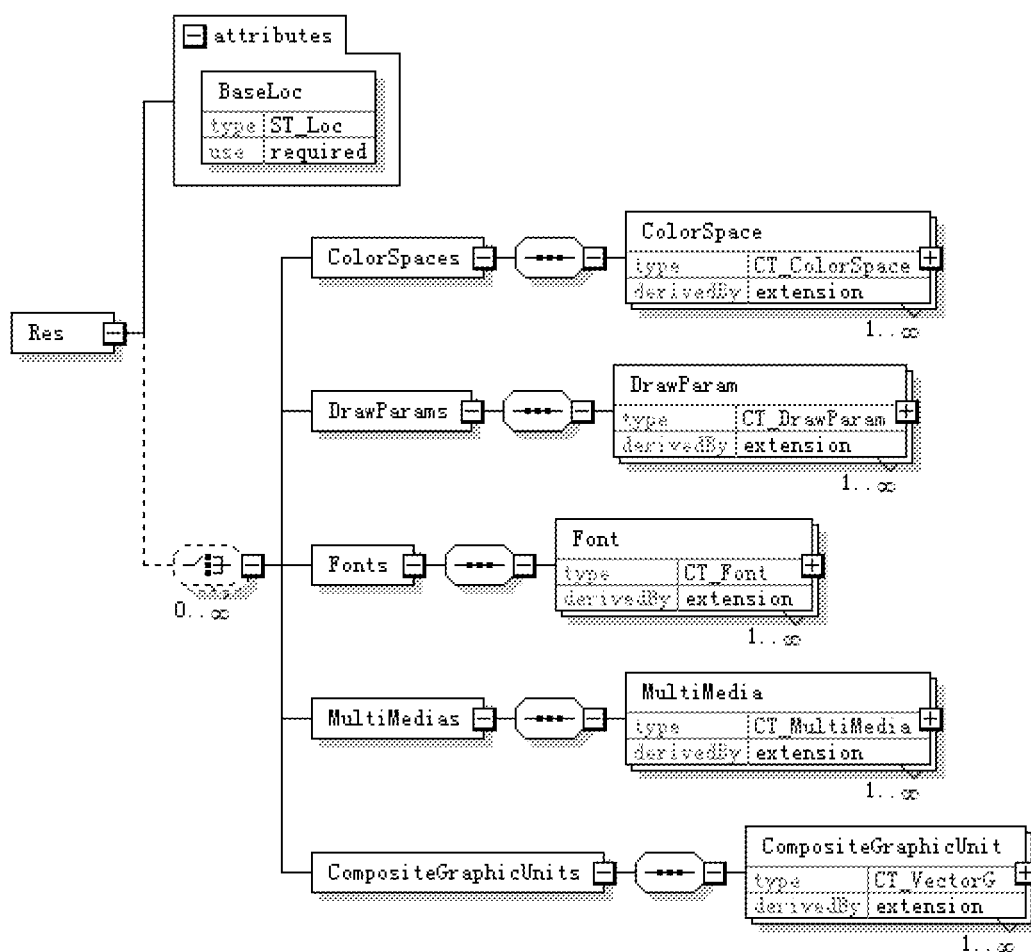 attributes
BaseLoc
type ST_Loc
use required
Res
ColorSpaces
ColorSpace
type CT_ColorSpace
derivedBy extension
1..∞
DrawParams
DrawParam
type CT_DrawParam
derivedBy extension
1..∞
0..∞
Fonts
Font
type CT_Font
derivedBy extension
1..∞
MultiMedias
MultiMedia
type CT_MultiMedia
derivedBy extension
1..∞
CompositeGraphicUnits
CompositeGraphicUnit
type CT_VectorG
derivedBy extension
1..∞